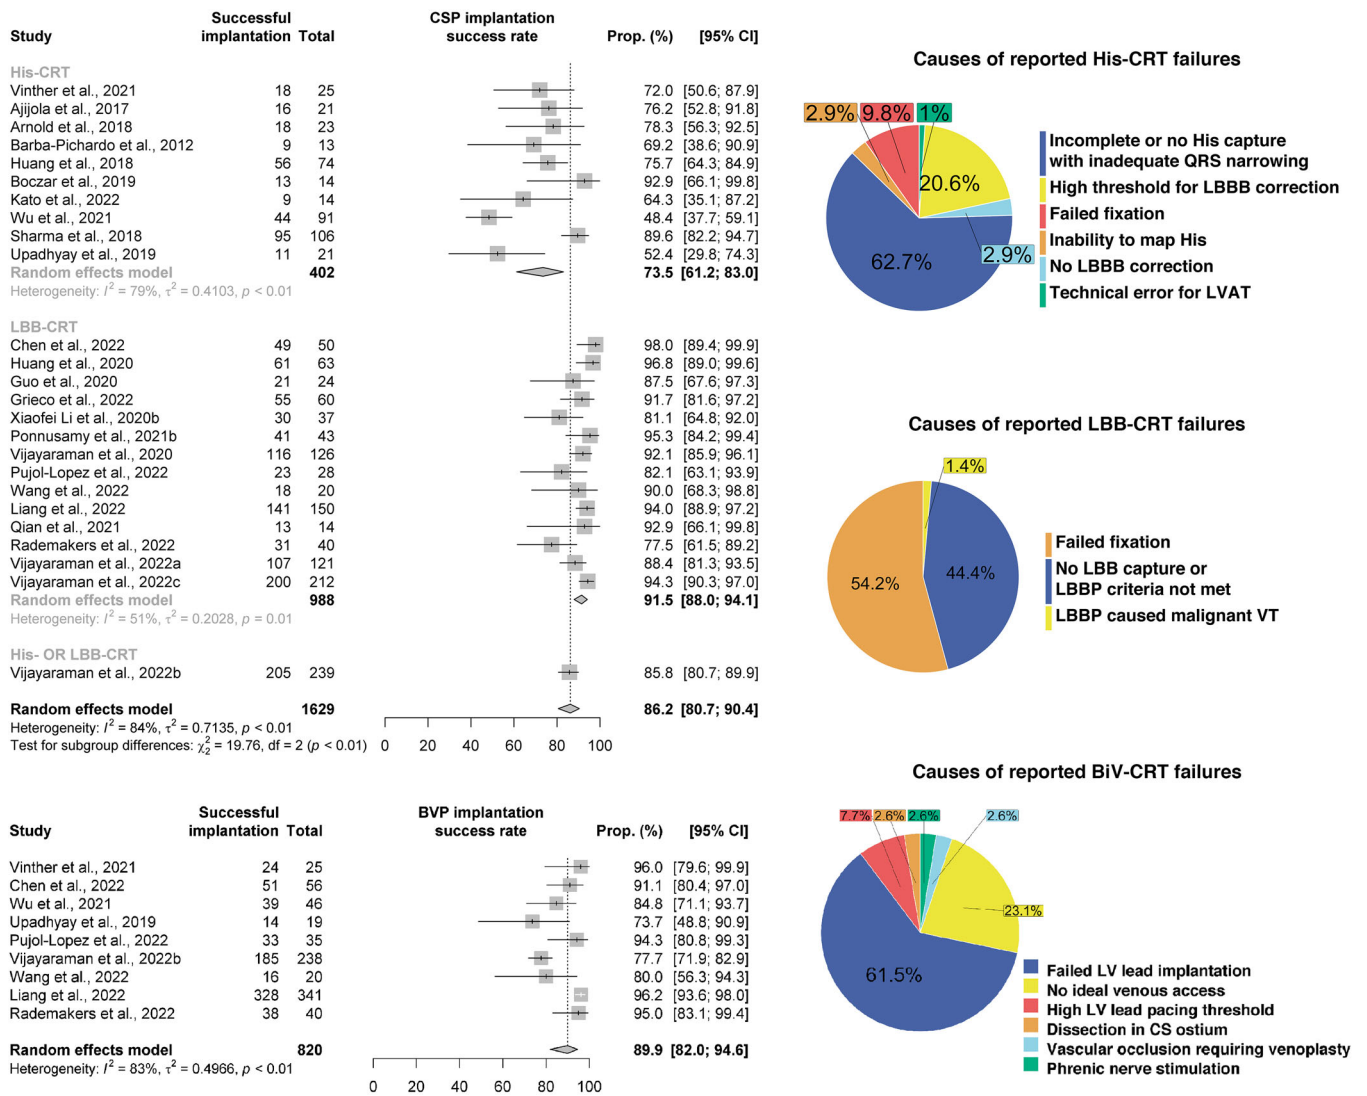 Study Successful implantation Total CSP implantation success rate Prop. (%) [95% CI]
His-CRT
Vinther et al., 2021 18 25 72.0 [50.6; 87.9]
Ajijola et al., 2017 16 21 76.2 [52.8; 91.8]
Arnold et al., 2018 18 23 78.3 [56.3; 92.5]
Barba-Pichardo et al., 2012 9 13 69.2 [38.6; 90.9]
Huang et al., 2018 56 74 75.7 [64.3; 84.9]
Boczar et al., 2019 13 14 92.9 [66.1; 99.8]
Kato et al., 2022 9 14 64.3 [35.1; 87.2]
Wu et al., 2021 44 91 48.4 [37.7; 59.1]
Sharma et al., 2018 95 106 89.6 [82.2; 94.7]
Upadhyay et al., 2019 11 21 52.4 [29.8; 74.3]
Random effects model 402 73.5 [61.2; 83.0]
Heterogeneity: I² = 79%, τ² = 0.4103, p < 0.01
LBB-CRT
Chen et al., 2022 49 50 98.0 [89.4; 99.9]
Huang et al., 2020 61 63 96.8 [89.0; 99.6]
Guo et al., 2020 21 24 87.5 [67.6; 97.3]
Grieco et al., 2022 55 60 91.7 [81.6; 97.2]
Xiaofei Li et al., 2020b 30 37 81.1 [64.8; 92.0]
Ponnusamy et al., 2021b 41 43 95.3 [84.2; 99.4]
Vijayaraman et al., 2020 116 126 92.1 [85.9; 96.1]
Pujol-Lopez et al., 2022 23 28 82.1 [63.1; 93.9]
Wang et al., 2022 18 20 90.0 [68.3; 98.8]
Liang et al., 2022 141 150 94.0 [88.9; 97.2]
Qian et al., 2021 13 14 92.9 [66.1; 99.8]
Rademakers et al., 2022 31 40 77.5 [61.5; 89.2]
Vijayaraman et al., 2022a 107 121 88.4 [81.3; 93.5]
Vijayaraman et al., 2022c 200 212 94.3 [90.3; 97.0]
Random effects model 988 91.5 [88.0; 94.1]
Heterogeneity: I² = 51%, τ² = 0.2028, p = 0.01
His- OR LBB-CRT
Vijayaraman et al., 2022b 205 239 85.8 [80.7; 89.9]
Random effects model 1629 86.2 [80.7; 90.4]
Heterogeneity: I² = 84%, τ² = 0.7135, p < 0.01
Test for subgroup differences: χ²₂ = 19.76, df = 2 (p < 0.01)
0 20 40 60 80 100
Study Successful implantation Total BVP implantation success rate Prop. (%) [95% CI]
Vinther et al., 2021 24 25 96.0 [79.6; 99.9]
Chen et al., 2022 51 56 91.1 [80.4; 97.0]
Wu et al., 2021 39 46 84.8 [71.1; 93.7]
Upadhyay et al., 2019 14 19 73.7 [48.8; 90.9]
Pujol-Lopez et al., 2022 33 35 94.3 [80.8; 99.3]
Vijayaraman et al., 2022b 185 238 77.7 [71.9; 82.9]
Wang et al., 2022 16 20 80.0 [56.3; 94.3]
Liang et al., 2022 328 341 96.2 [93.6; 98.0]
Rademakers et al., 2022 38 40 95.0 [83.1; 99.4]
Random effects model 820 89.9 [82.0; 94.6]
Heterogeneity: I² = 83%, τ² = 0.4966, p < 0.01
0 20 40 60 80 100
Causes of reported His-CRT failures
2.9% 9.8% 1%
20.6%
2.9%
62.7%
Incomplete or no His capture
with inadequate QRS narrowing
High threshold for LBBB correction
Failed fixation
Inability to map His
No LBBB correction
Technical error for LVAT
Causes of reported LBB-CRT failures
1.4%
54.2% 44.4%
Failed fixation
No LBB capture or
LBBP criteria not met
LBBP caused malignant VT
Causes of reported BiV-CRT failures
7.7% 2.6% 2.6% 2.6%
23.1%
61.5%
Failed LV lead implantation
No ideal venous access
High LV lead pacing threshold
Dissection in CS ostium
Vascular occlusion requiring venoplasty
Phrenic nerve stimulation